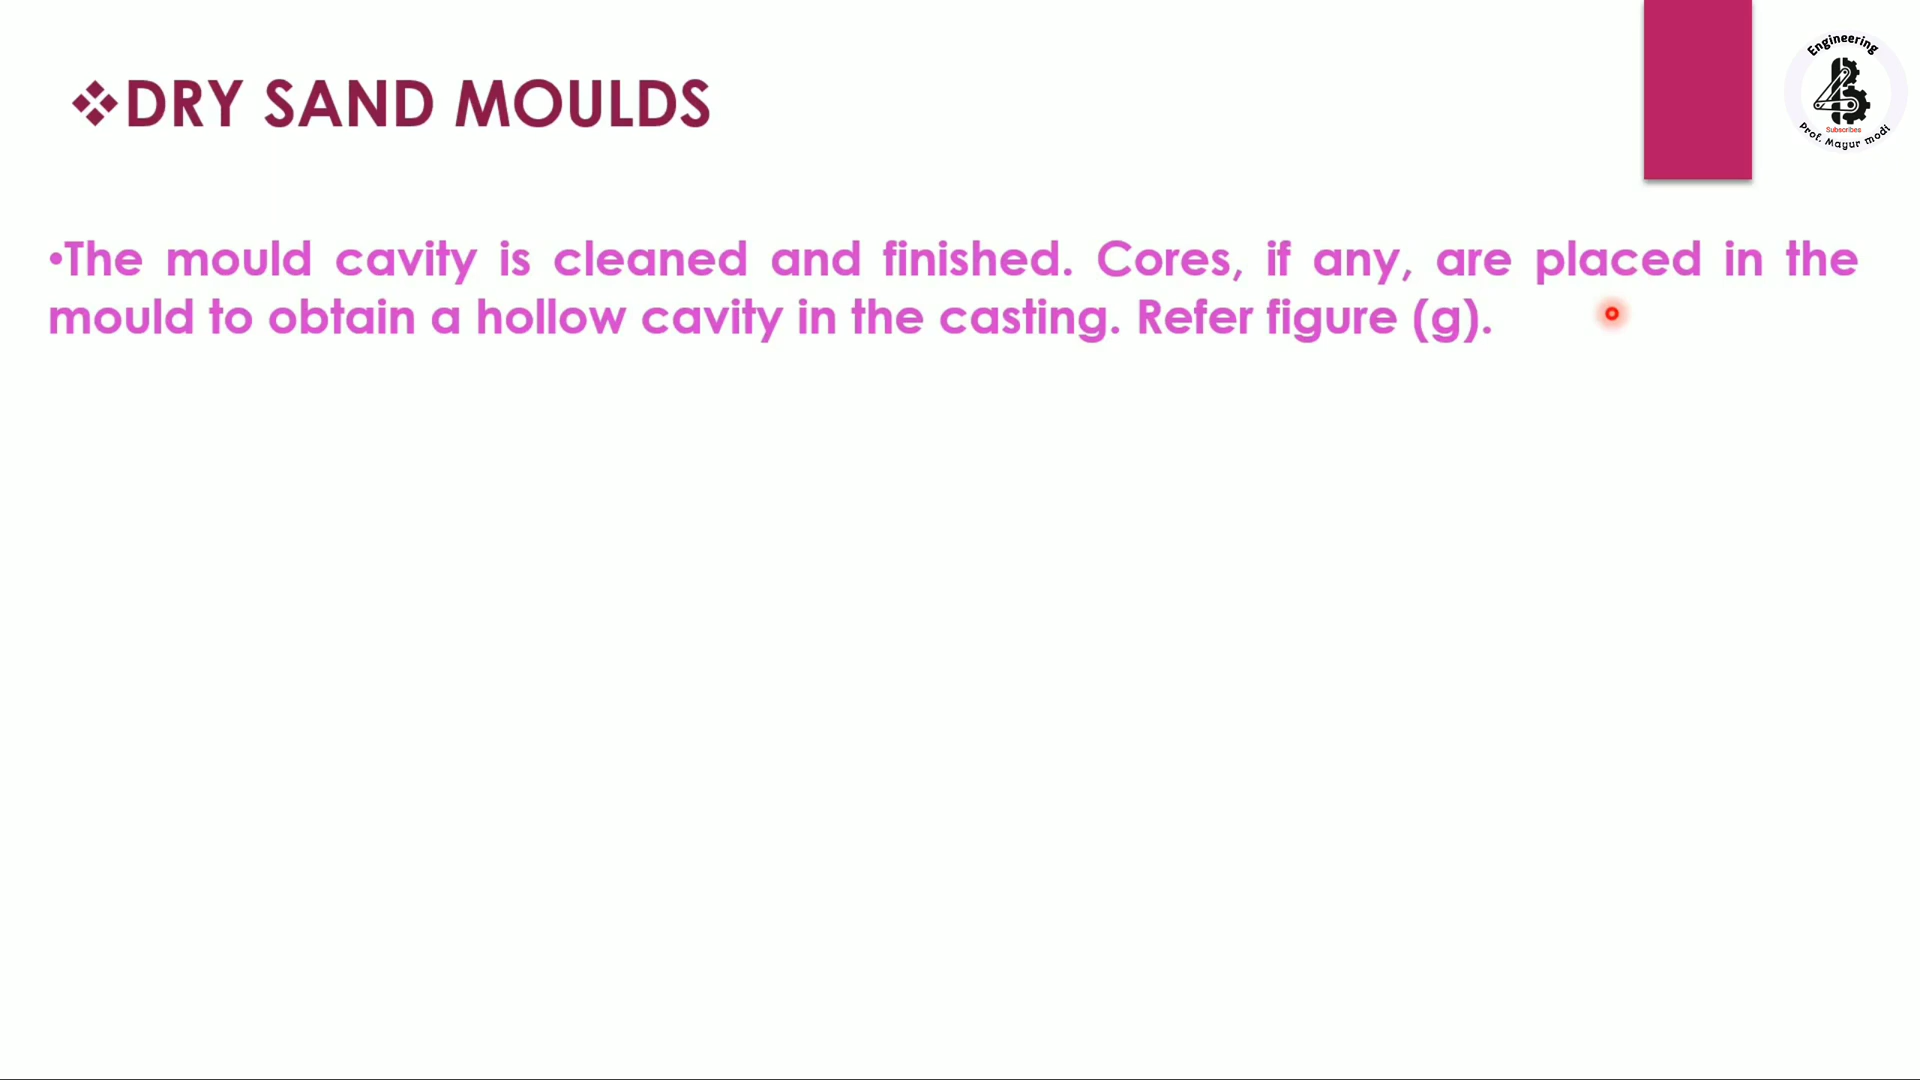 ❖DRY SAND MOULDS
Engineering
Subscribes
Prof. Mayur modi
•The mould cavity is cleaned and finished. Cores, if any, are placed in the
mould to obtain a hollow cavity in the casting. Refer figure (g).